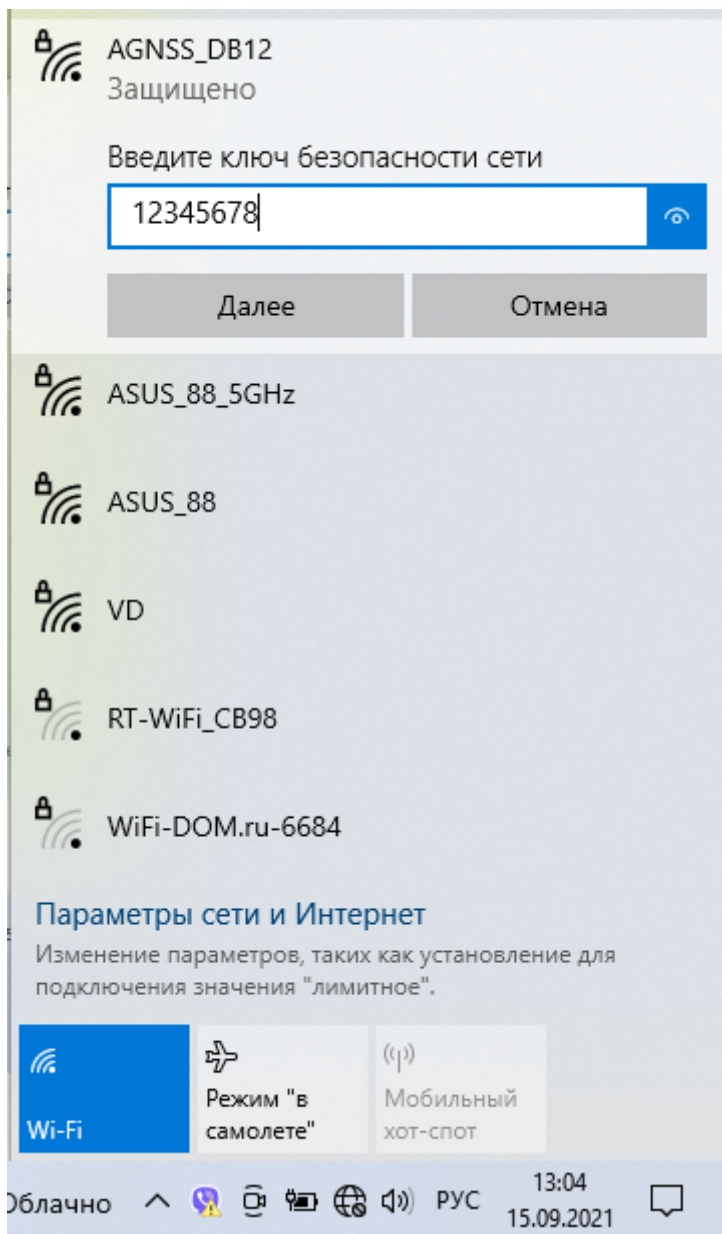 AGNSS_DB12
Защищено
Введите ключ безопасности сети
12345678
Далее
Отмена
ASUS_88_5GHz
ASUS_88
VD
RT-WiFi_CB98
WiFi-DOM.ru-6684
Параметры сети и Интернет
Изменение параметров, таких как установление для
подключения значения "лимитное".
Wi-Fi
Режим "в
самолете"
Мобильный
хот-спот
Облачно
РУС
13:04
15.09.2021